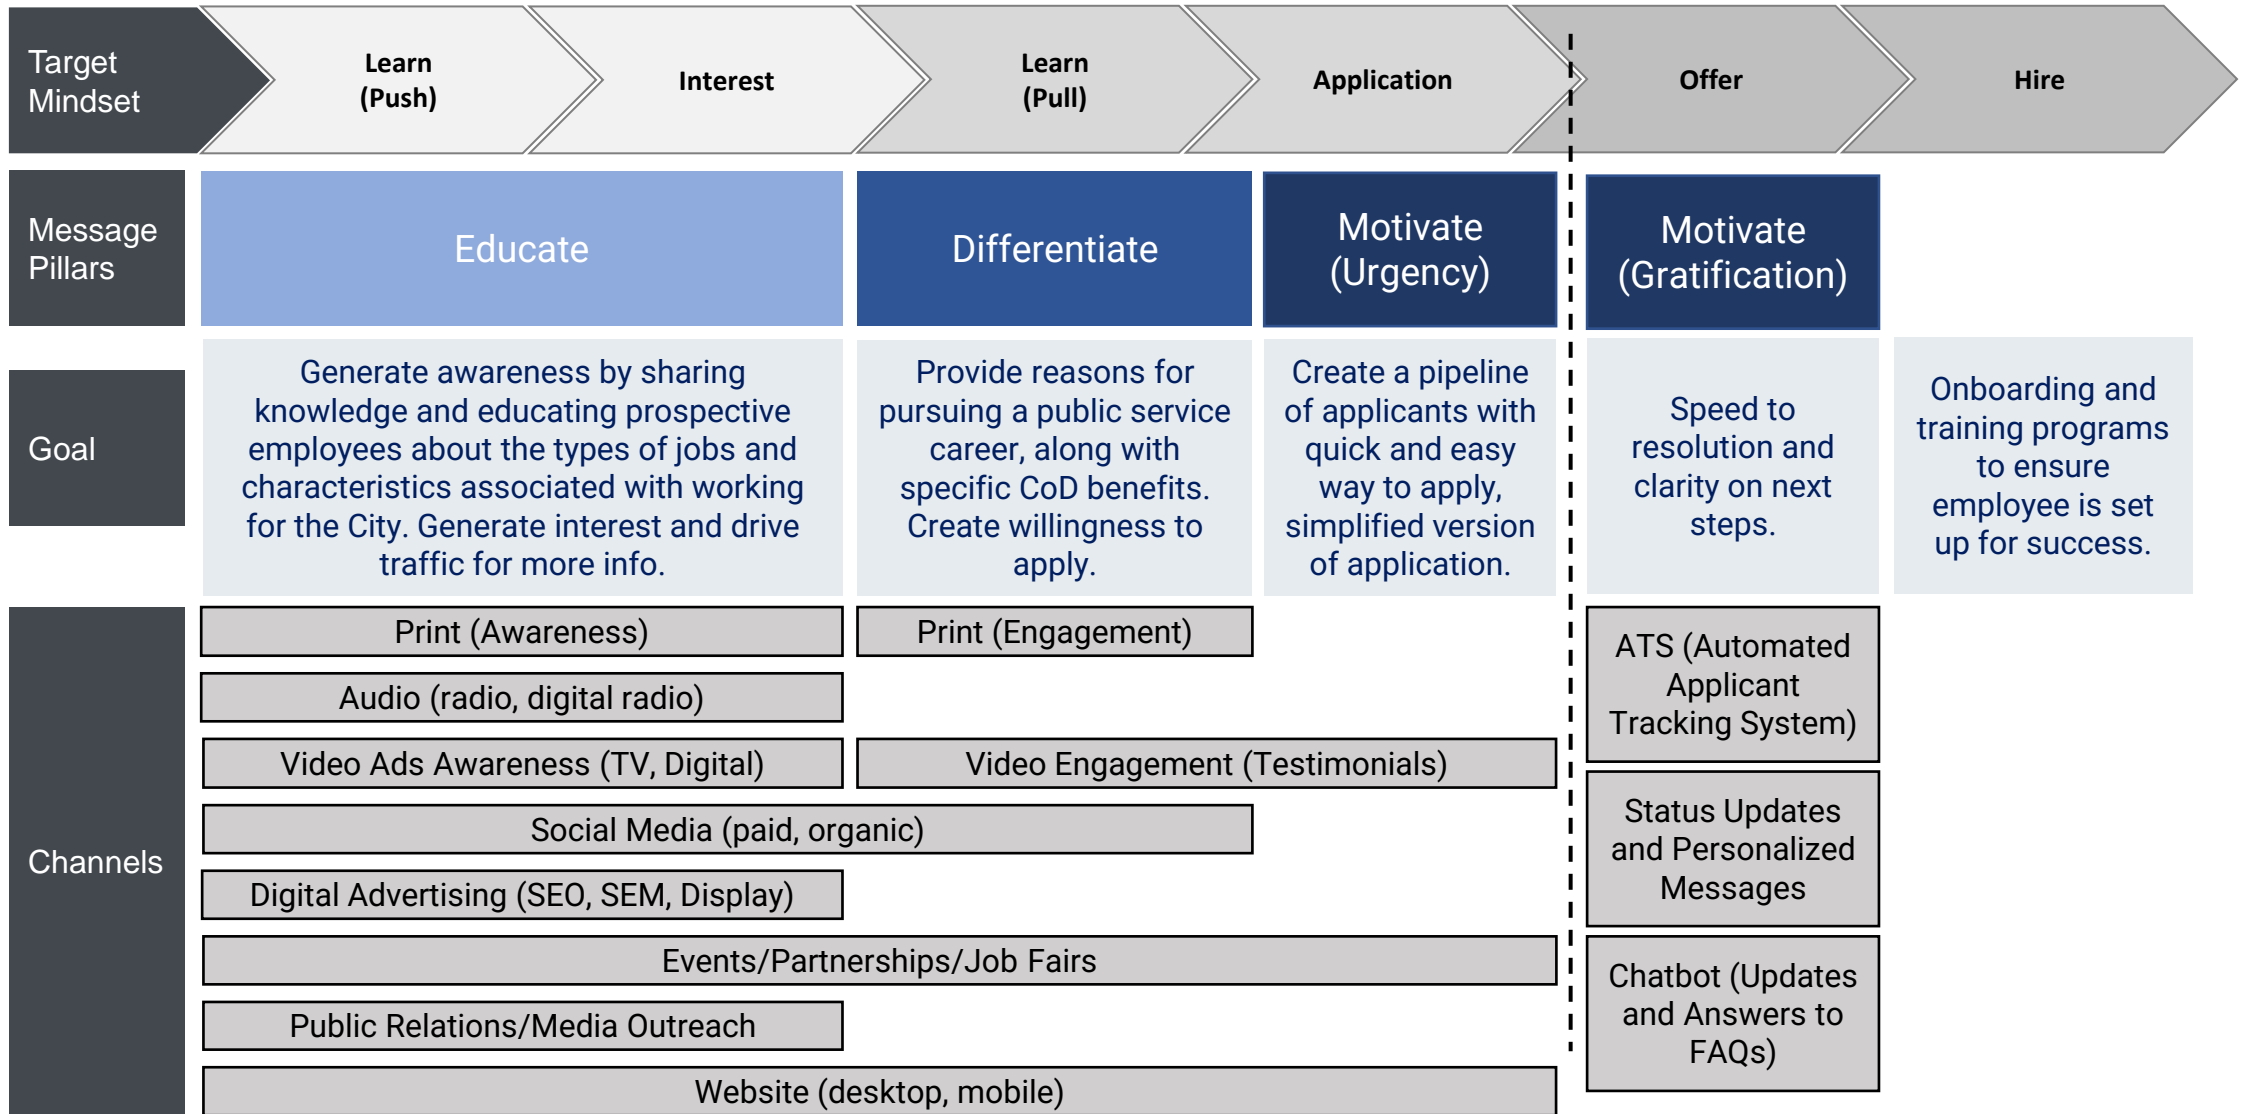 Target
Mindset
Learn
(Push)
Interest
Learn
(Pull)
Application
Offer
Hire
Message
Pillars
Educate
Differentiate
Motivate
(Urgency)
Motivate
(Gratification)
Goal
Generate awareness by sharing
knowledge and educating prospective
employees about the types of jobs and
characteristics associated with working
for the City. Generate interest and drive
traffic for more info.
Provide reasons for
pursuing a public service
career, along with
specific CoD benefits.
Create willingness to
apply.
Create a pipeline
of applicants with
quick and easy
way to apply,
simplified version
of application.
Speed to
resolution and
clarity on next
steps.
Onboarding and
training programs
to ensure
employee is set
up for success.
Channels
Print (Awareness)
Print (Engagement)
Audio (radio, digital radio)
Video Ads Awareness (TV, Digital)
Video Engagement (Testimonials)
Social Media (paid, organic)
Digital Advertising (SEO, SEM, Display)
Events/Partnerships/Job Fairs
Public Relations/Media Outreach
Website (desktop, mobile)
ATS (Automated
Applicant
Tracking System)
Status Updates
and Personalized
Messages
Chatbot (Updates
and Answers to
FAQs)